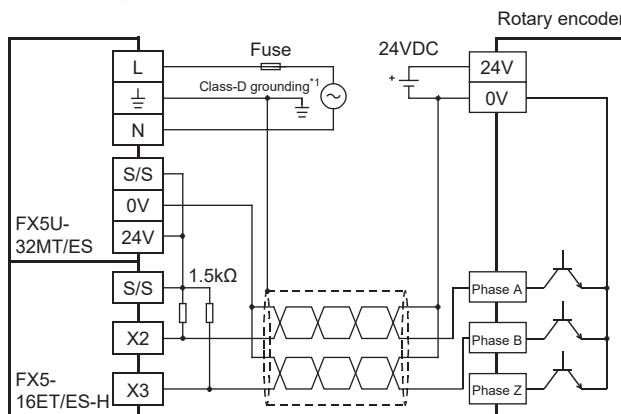 Rotary encoder
Fuse
24VDC
L
Class-D grounding*1
+
24V
0V
N
S/S
0V
24V
FX5U-
32MT/ES
S/S
1.5kΩ
Phase A
X2
Phase B
FX5-
16ET/ES-H
X3
Phase Z